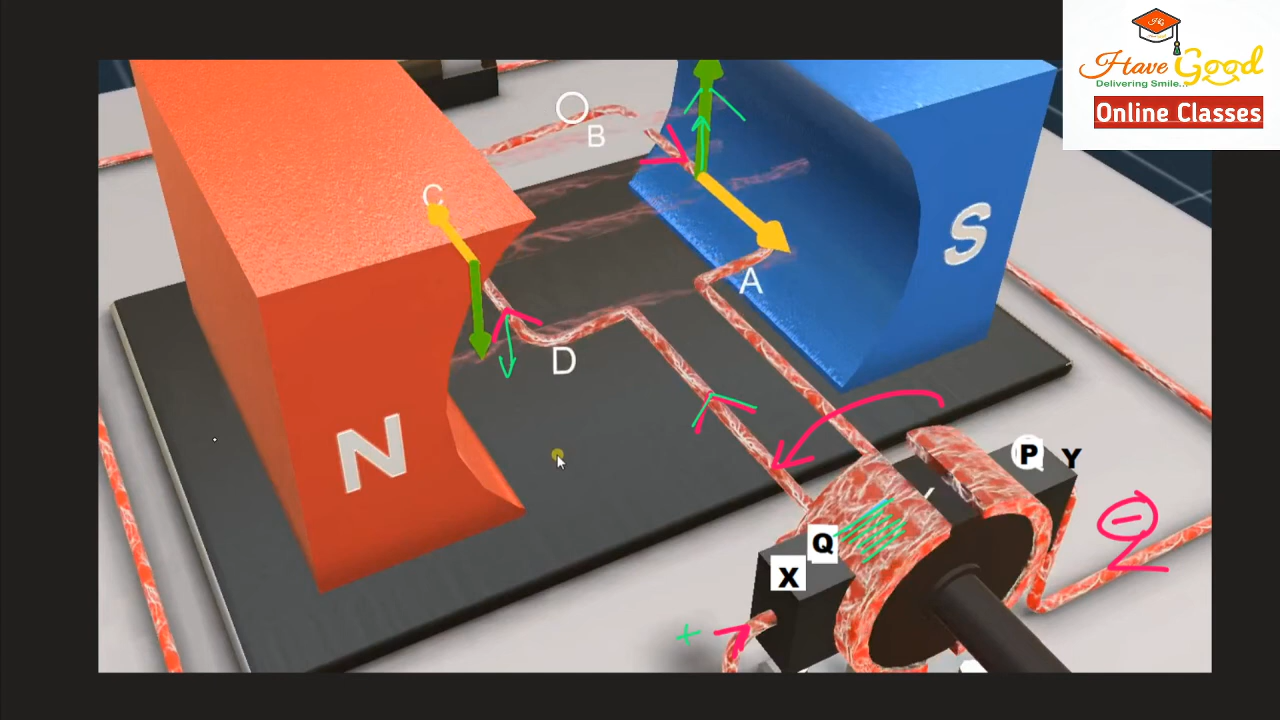 Have Good
Delivering Smile...
Online Classes
B
C
S
A
D
N
P
Y
Q
X
+
-